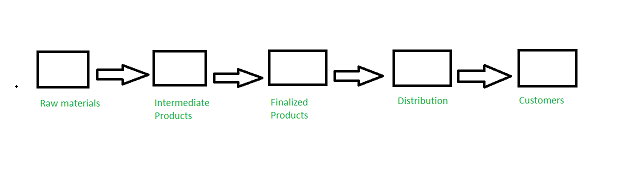 Raw materials
Intermediate
Products
Finalized
Products
Distribution
Customers